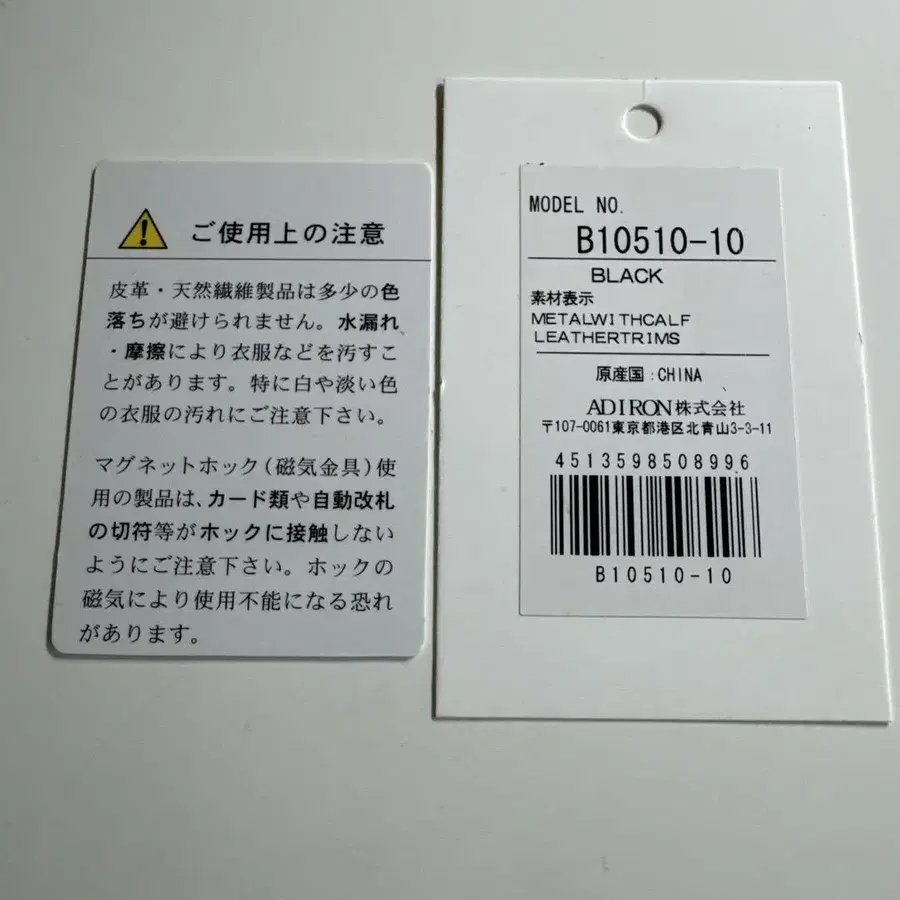 ご使用上の注意
皮革・天然繊維製品は多少の色
落ちが避けられません。水漏れ
・摩擦により衣服などを汚すこ
とがあります。特に白や淡い色
の衣服の汚れにご注意下さい。
マグネットホック(磁気金具)使
用の製品は、カード類や自動改札
の切符等がホックに接触しない
ようにご注意下さい。ホックの
磁気により使用不能になる恐れ
があります。
MODEL NO.
B10510-10
BLACK
素材表示
METALWITHCALF
LEATHERTRIMS
原産国:CHINA
ADIRON株式会社
〒107-0061東京都港区北青山3-3-11
4513598508996
B10510-10